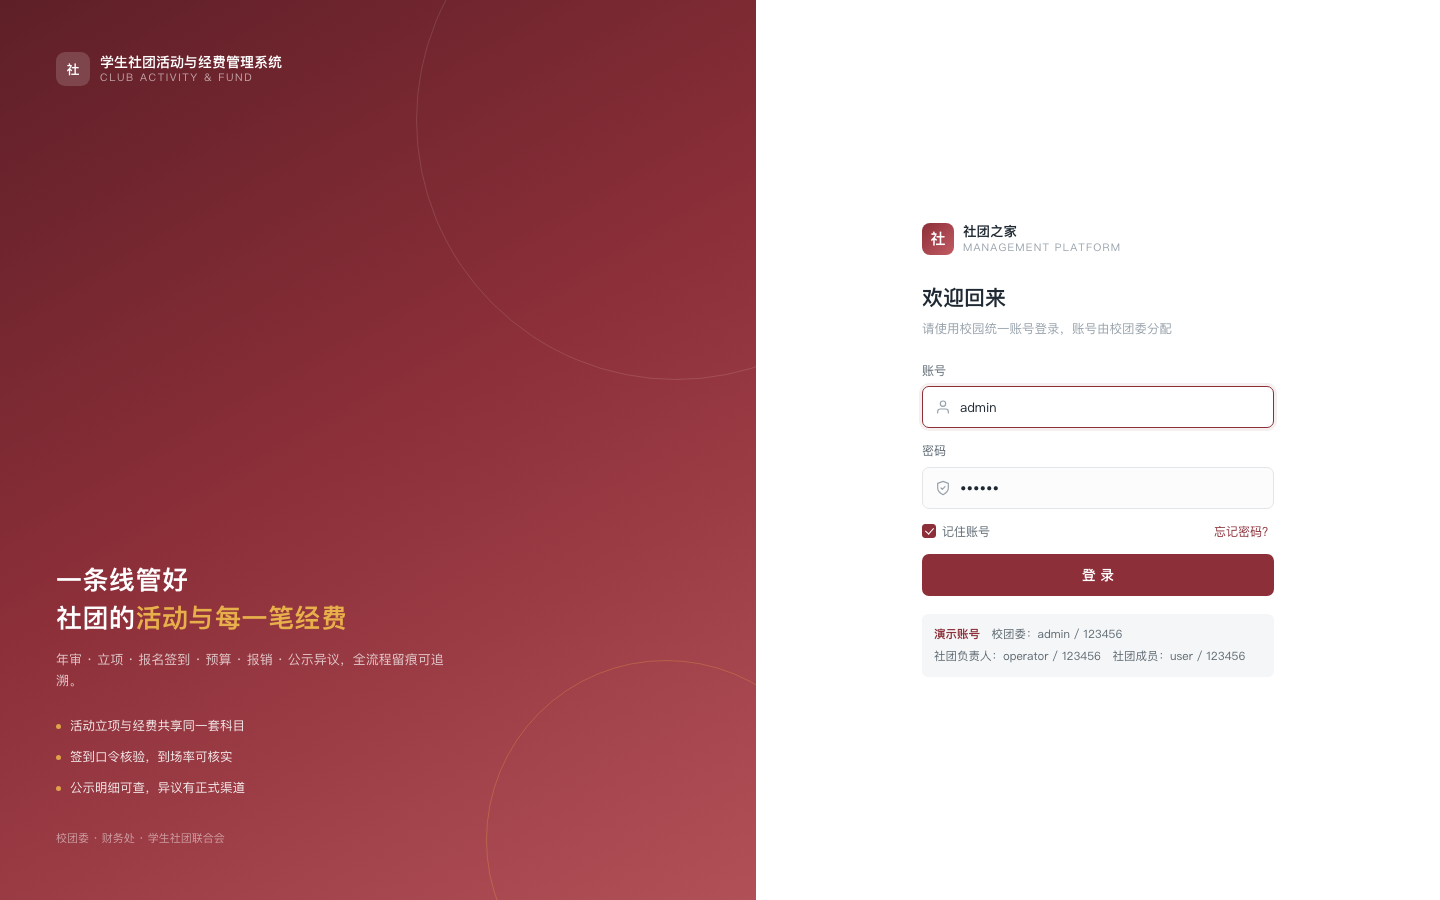 社
学生社团活动与经费管理系统
CLUB ACTIVITY & FUND
一条线管好
社团的活动与每一笔经费
年审 · 立项 · 报名签到 · 预算 · 报销 · 公示异议，全流程留痕可追
溯。
活动立项与经费共享同一套科目
签到口令核验，到场率可核实
公示明细可查，异议有正式渠道
校团委 · 财务处 · 学生社团联合会
社
社团之家
MANAGEMENT PLATFORM
欢迎回来
请使用校园统一账号登录，账号由校团委分配
账号
admin
密码
••••••
记住账号
忘记密码?
登 录
演示账号 校团委：admin / 123456
社团负责人：operator / 123456 社团成员：user / 123456